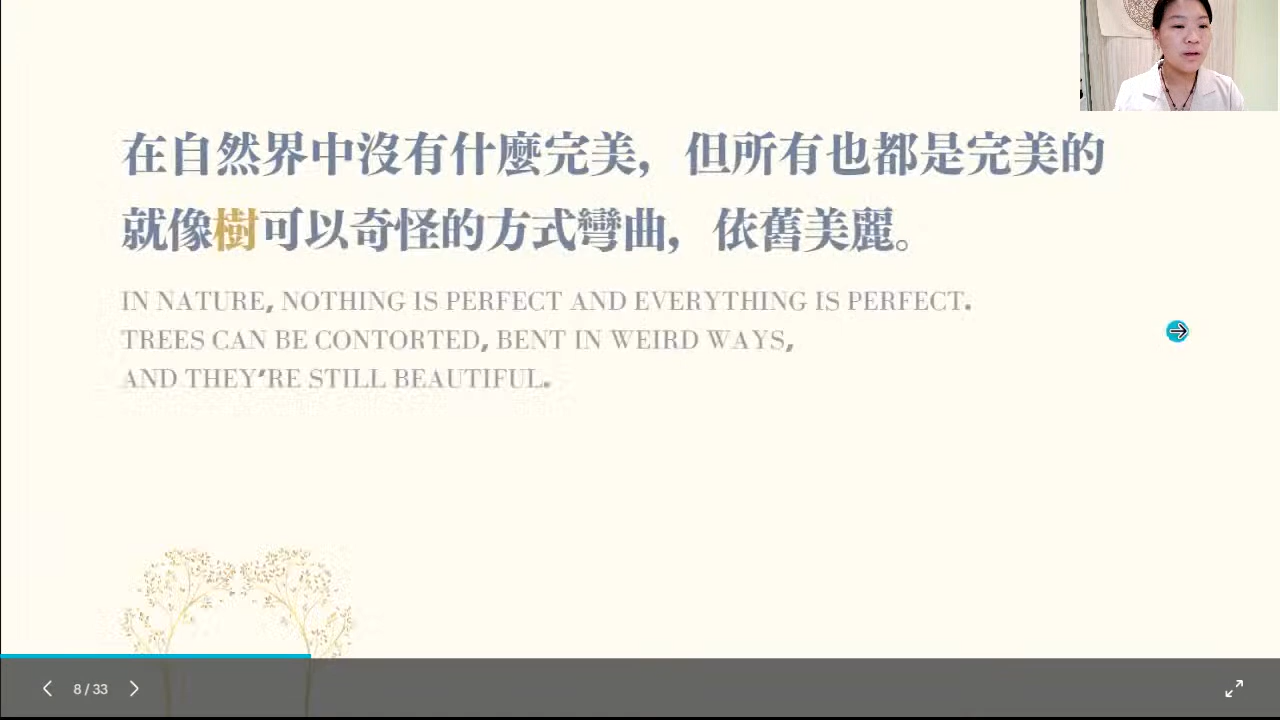 在自然界中沒有什麼完美，但所有也都是完美的
就像樹可以奇怪的方式彎曲，依舊美麗。
IN NATURE, NOTHING IS PERFECT AND EVERYTHING IS PERFECT.
TREES CAN BE CONTORTED, BENT IN WEIRD WAYS,
AND THEY'RE STILL BEAUTIFUL.
8 / 33